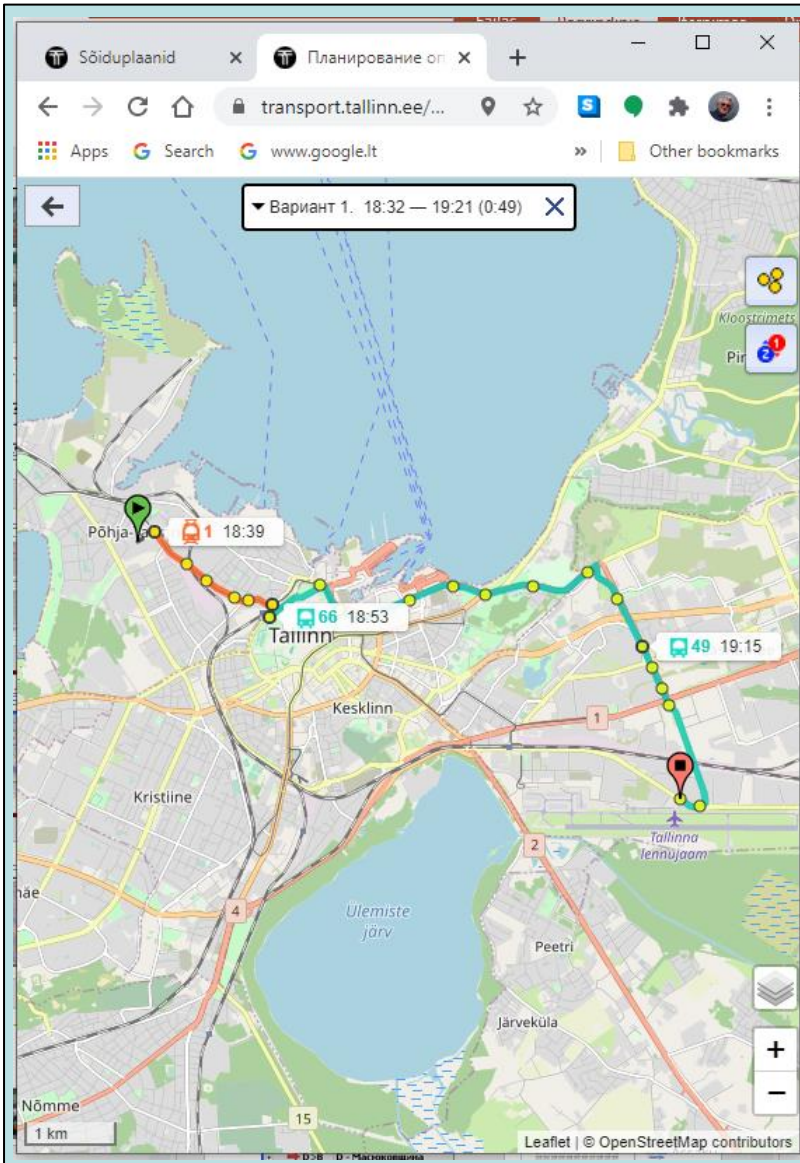 Sõiduplaanid
Планирование оп
transport.tallinn.ee/...
Apps
Search
www.google.lt
»
Other bookmarks
Вариант 1. 18:32 — 19:21 (0:49)
Kloostrimets
1
2
Pir
1 18:39
66 18:53
Tallinn
49 19:15
Kesklinn
1
Kristiine
Tallinna
lennujaam
2
4
Ülemiste
järv
Peetri
Järveküla
Nõmme
15
1 km
+
−
Leaflet | © OpenStreetMap contributors